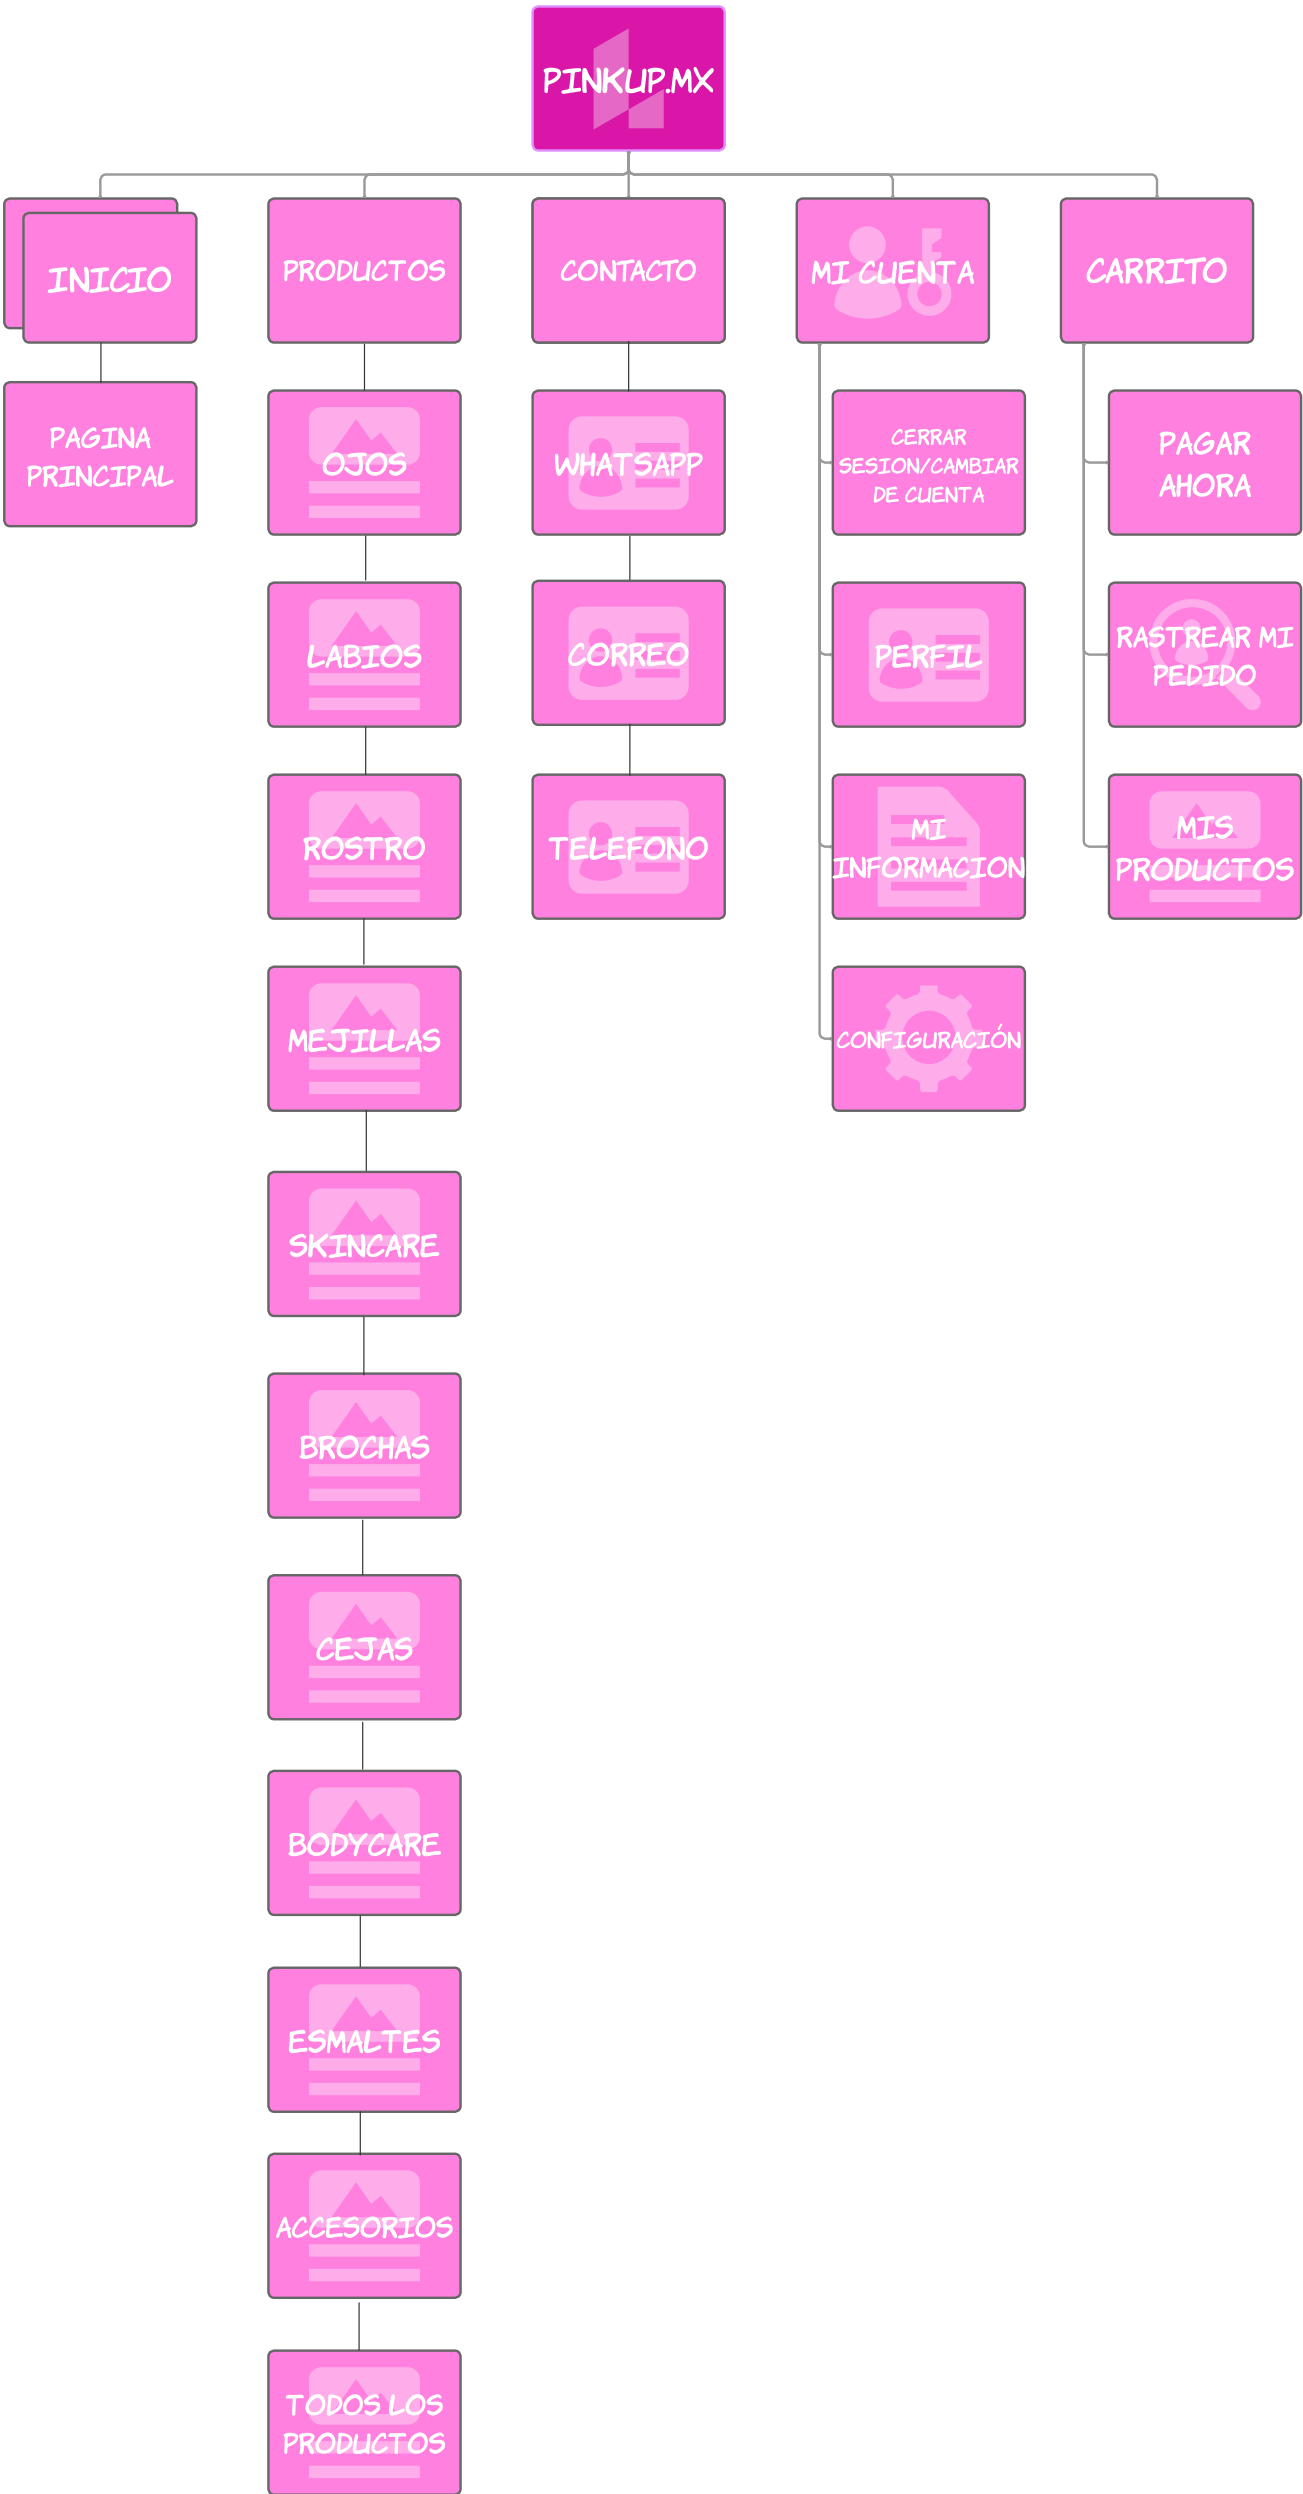 PINKUP.MX
INICIO
PRODUCTOS
CONTACTO
MI CUENTA
CARRITO
PAGINA
PRINCIPAL
OJOS
LABIOS
ROSTRO
MEJILLAS
SKINCARE
BROCHAS
CEJAS
BODYCARE
ESMALTES
ACCESORIOS
TODOS LOS
PRODUCTOS
WHATSAPP
CORREO
TELEFONO
CERRAR
SESION/CAMBIAR
DE CUENTA
PERFIL
MI
INFORMACION
CONFIGURACIÓN
PAGAR
AHORA
RASTREAR MI
PEDIDO
MIS
PRODUCTOS